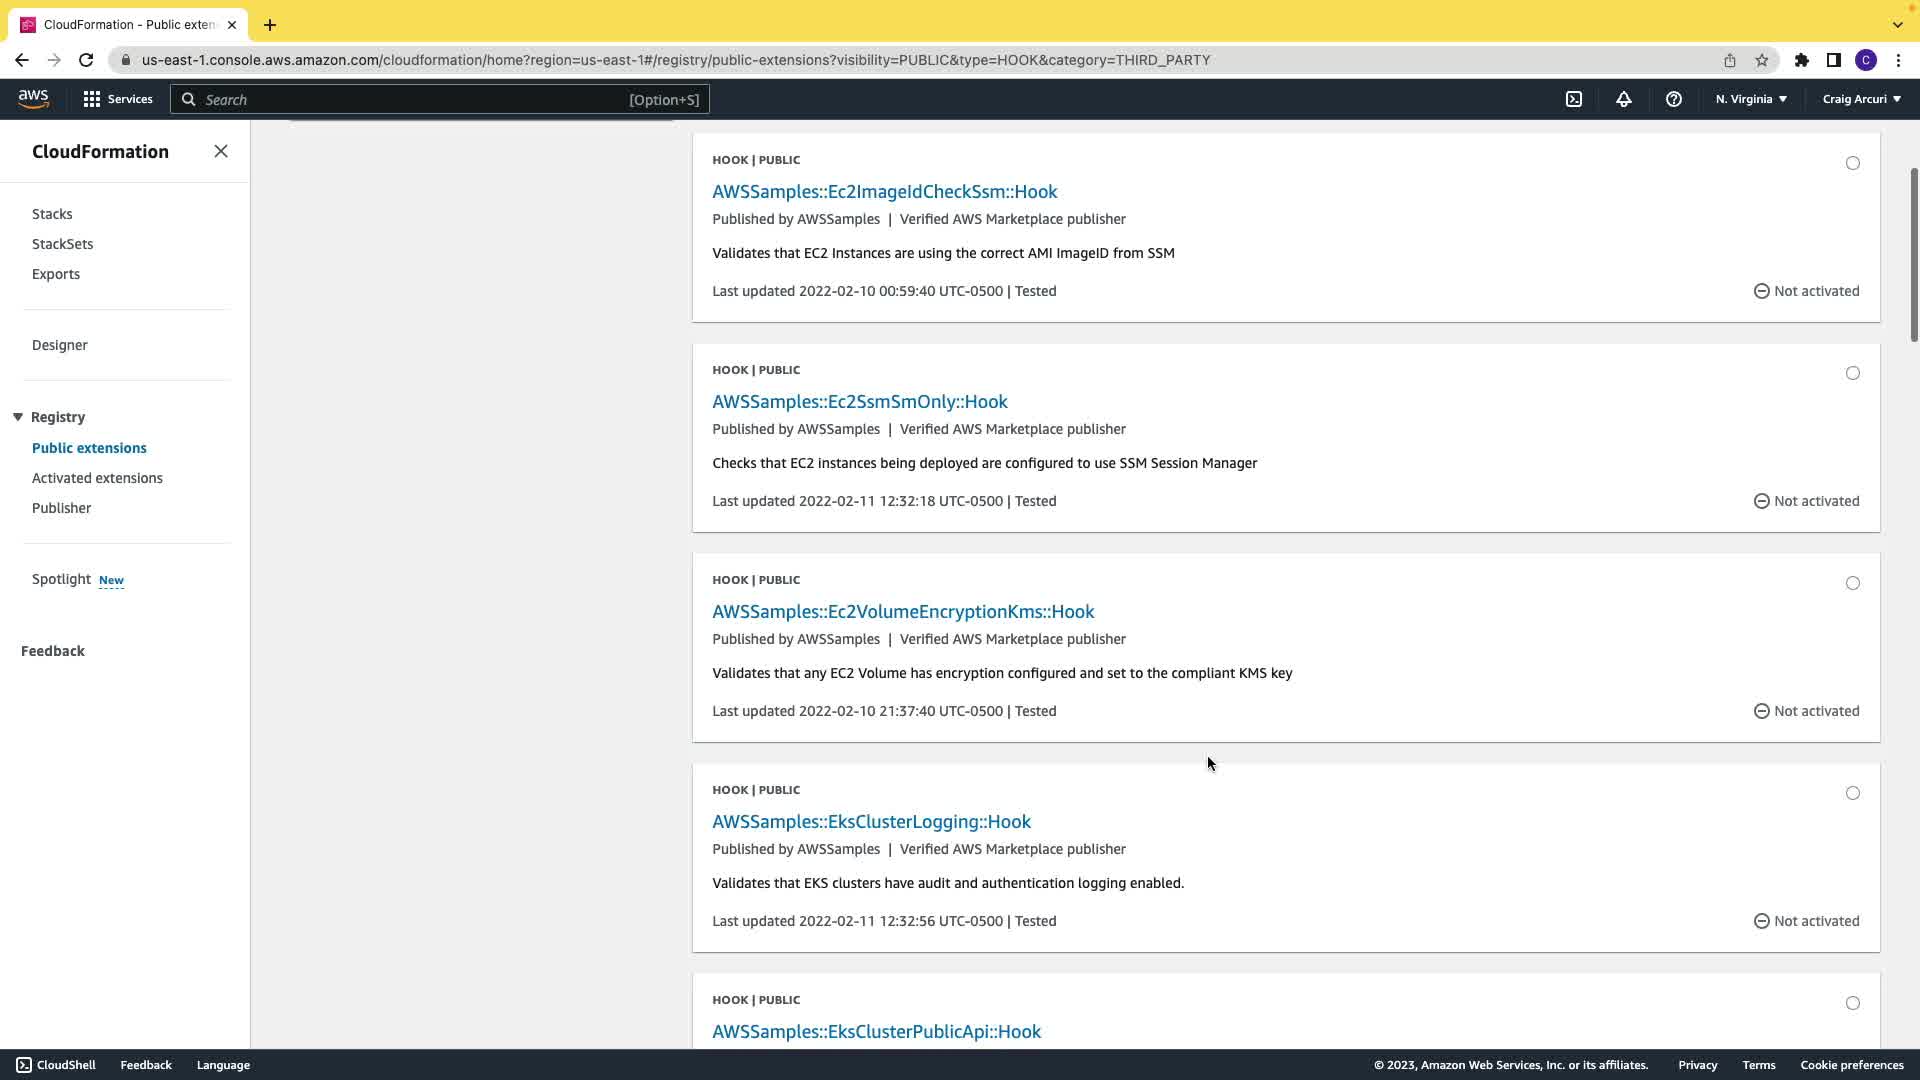 CloudFormation - Public exten
us-east-1.console.aws.amazon.com/cloudformation/home?region=us-east-1#/registry/public-extensions?visibility=PUBLIC&type=HOOK&category=THIRD_PARTY
C
aws
Services
Search
[Option+S]
N. Virginia
Craig Arcuri
CloudFormation
Stacks
StackSets
Exports
Designer
Registry
Public extensions
Activated extensions
Publisher
Spotlight New
Feedback
HOOK | PUBLIC
AWSSamples::Ec2ImageIdCheckSsm::Hook
Published by AWSSamples | Verified AWS Marketplace publisher
Validates that EC2 Instances are using the correct AMI ImageID from SSM
Last updated 2022-02-10 00:59:40 UTC-0500 | Tested
Not activated
HOOK | PUBLIC
AWSSamples::Ec2SsmSmOnly::Hook
Published by AWSSamples | Verified AWS Marketplace publisher
Checks that EC2 instances being deployed are configured to use SSM Session Manager
Last updated 2022-02-11 12:32:18 UTC-0500 | Tested
Not activated
HOOK | PUBLIC
AWSSamples::Ec2VolumeEncryptionKms::Hook
Published by AWSSamples | Verified AWS Marketplace publisher
Validates that any EC2 Volume has encryption configured and set to the compliant KMS key
Last updated 2022-02-10 21:37:40 UTC-0500 | Tested
Not activated
HOOK | PUBLIC
AWSSamples::EksClusterLogging::Hook
Published by AWSSamples | Verified AWS Marketplace publisher
Validates that EKS clusters have audit and authentication logging enabled.
Last updated 2022-02-11 12:32:56 UTC-0500 | Tested
Not activated
HOOK | PUBLIC
AWSSamples::EksClusterPublicApi::Hook
CloudShell
Feedback
Language
© 2023, Amazon Web Services, Inc. or its affiliates.
Privacy
Terms
Cookie preferences